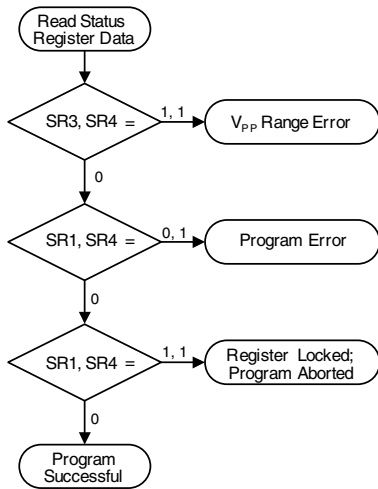 Read Status
Register Data
SR3, SR4 =
1, 1
VPP Range Error
0
SR1, SR4 =
0, 1
Program Error
0
SR1, SR4 =
1, 1
Register Locked;
Program Aborted
0
Program
Successful